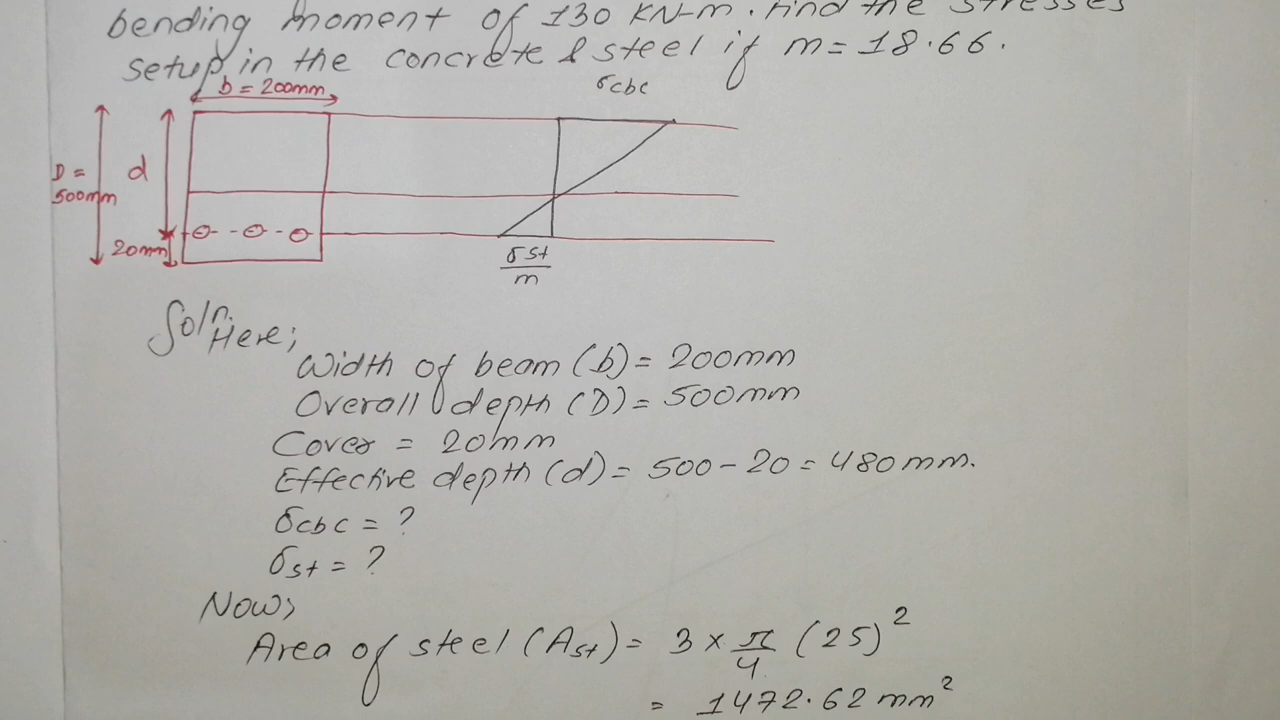 bending moment of 130 KN-m. Find the stresses
setup in the concrete & steel if m = 18.66.
b = 200mm
σcbc
D =
500mm
d
20mm
σst
m
Soln.
Here;
Width of beam (b) = 200mm
Overall depth (D) = 500mm
Cover = 20mm
Effective depth (d) = 500 - 20 = 480mm.
σcbc = ?
σst = ?
Now,
Area of steel (Ast) = 3 × π/4 (25)²
= 1472.62 mm²